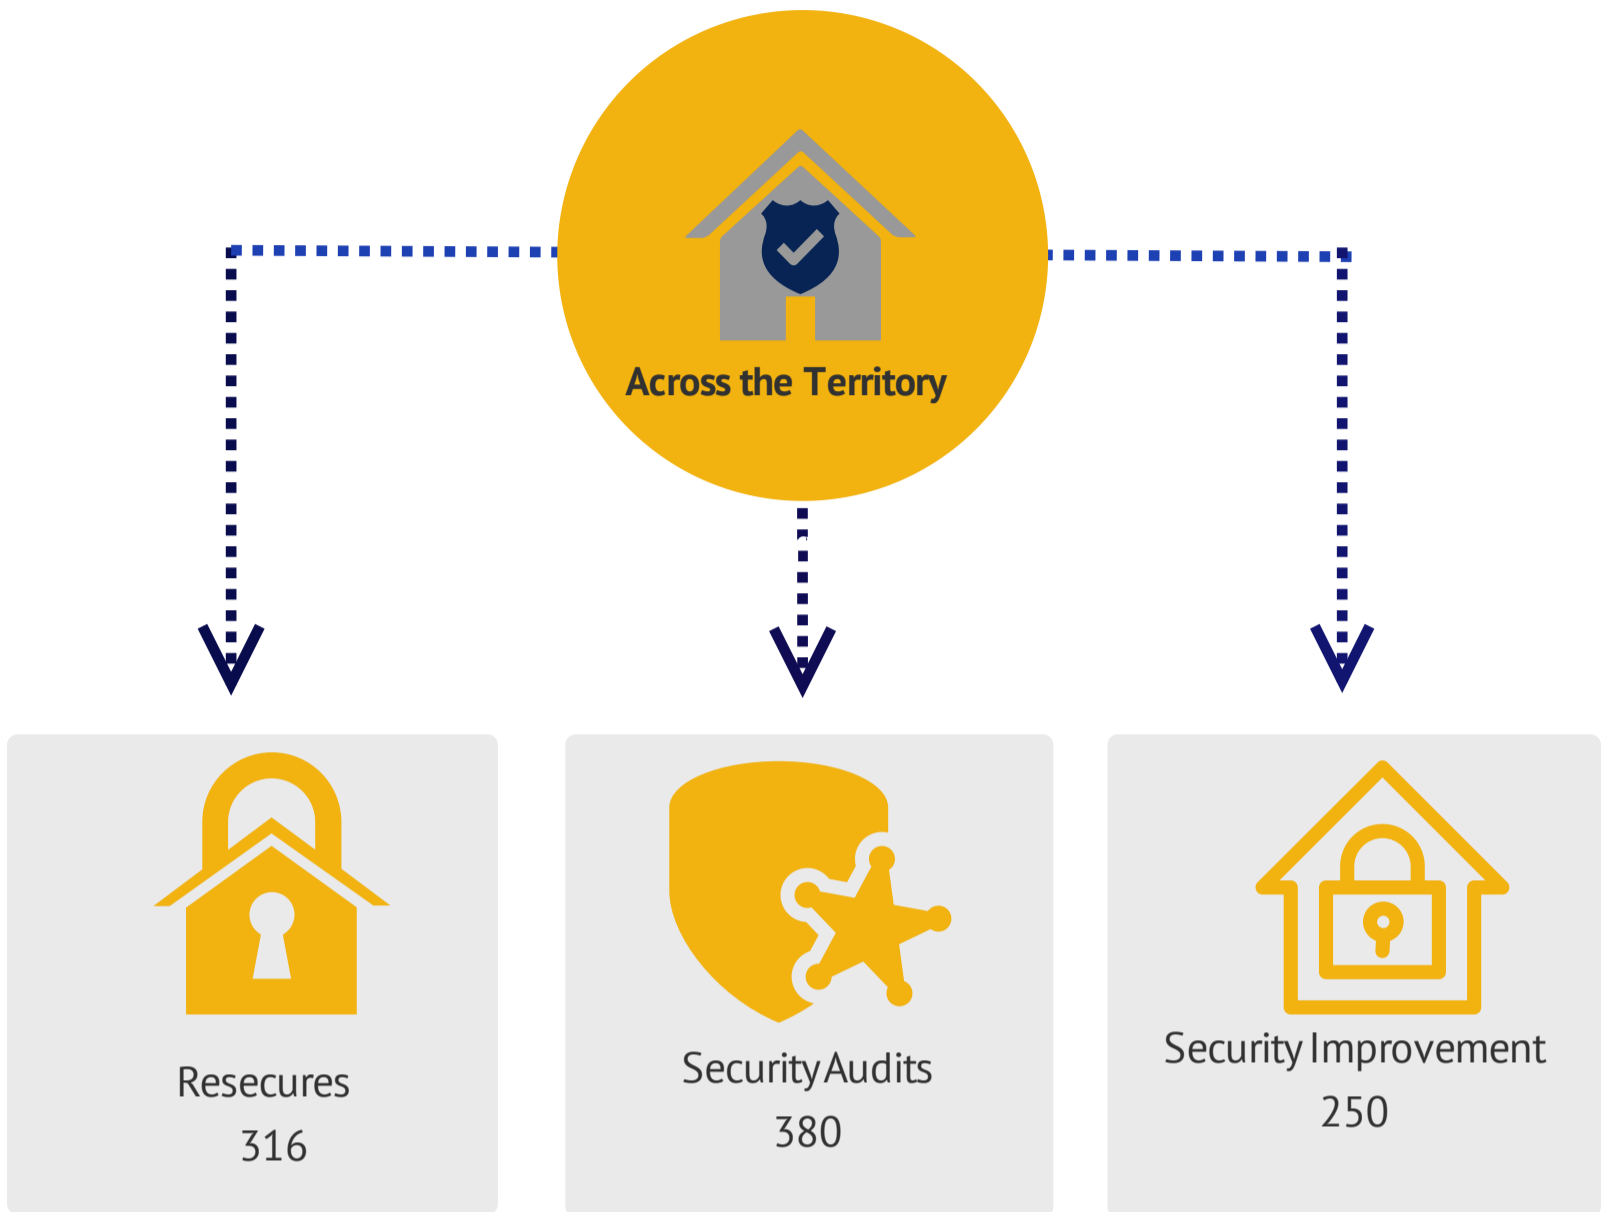 Across the Territory
Resecures
316
Security Audits
380
Security Improvement
250